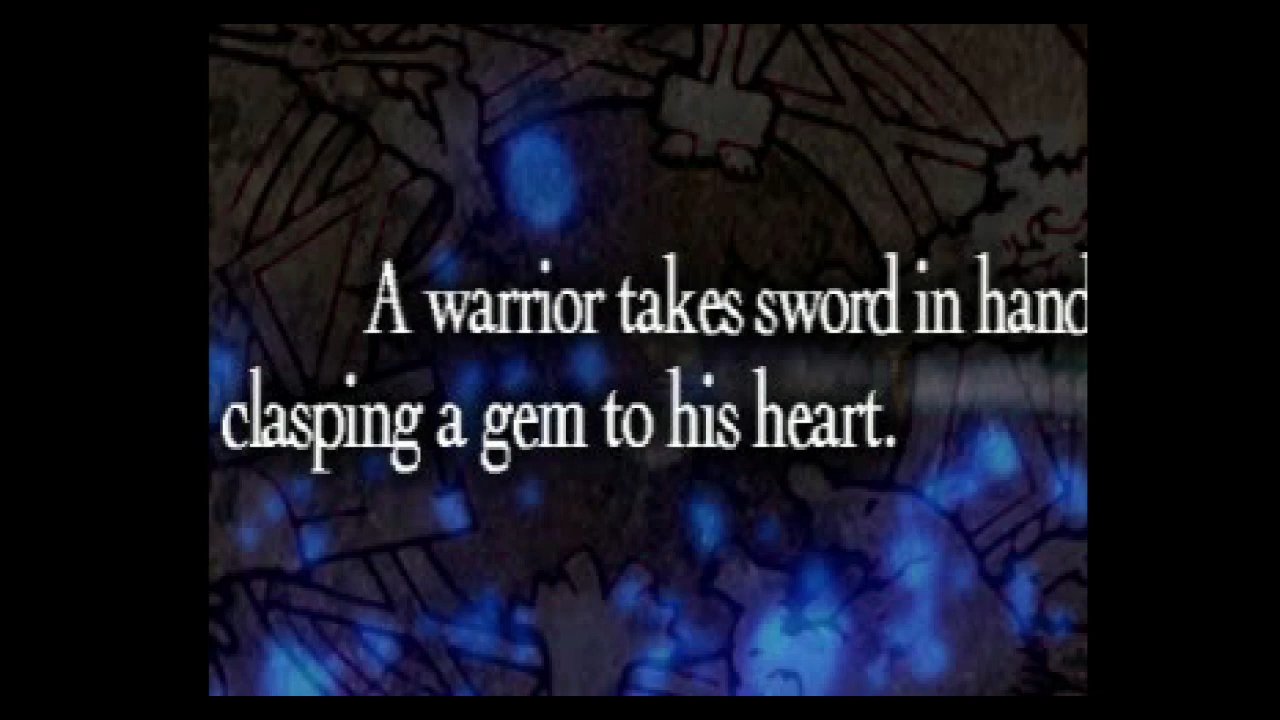 A warrior takes sword in hand
clasping a gem to his heart.